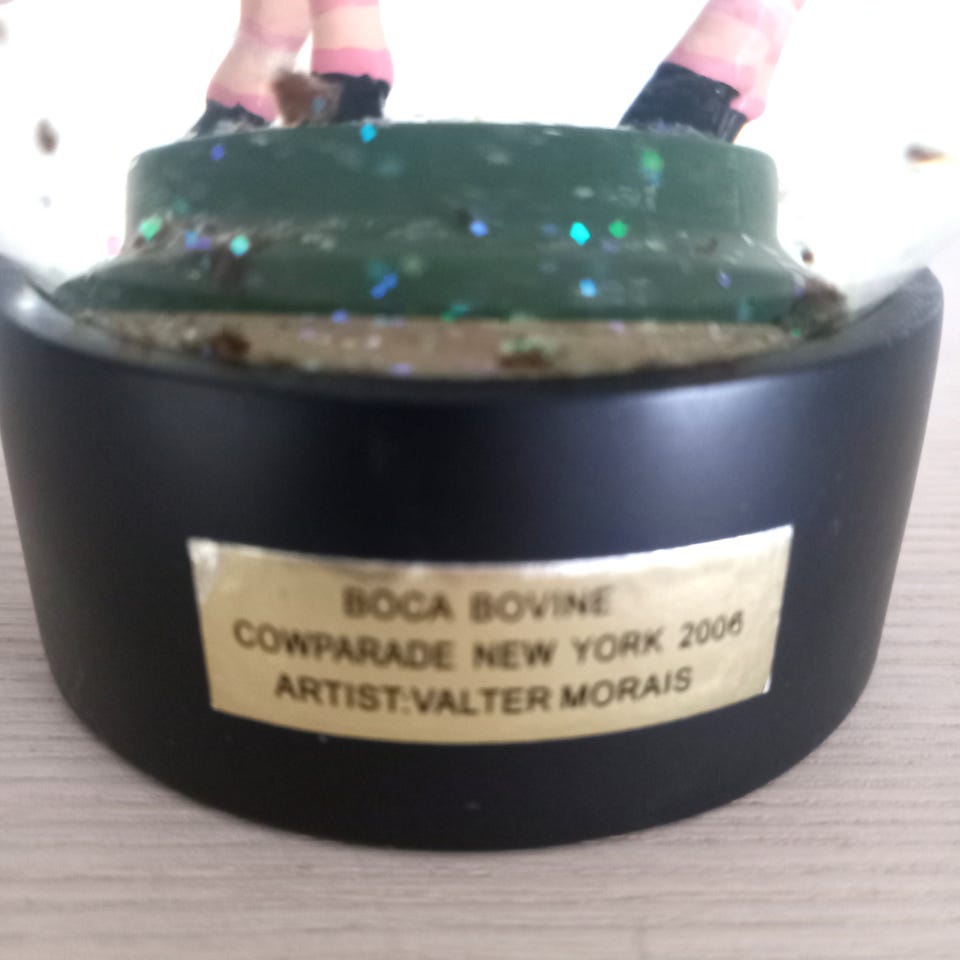 BOCA BOVINE
COWPARADE NEW YORK 2006
ARTIST:VALTER MORAIS